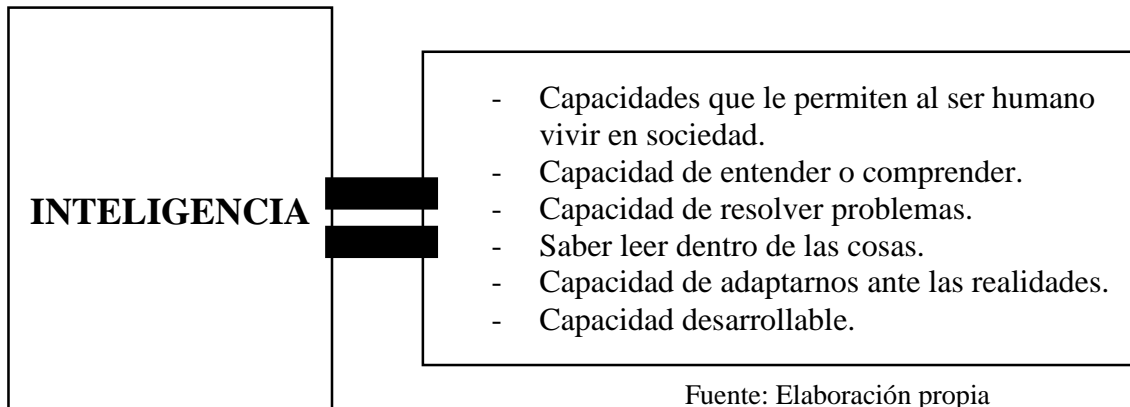 INTELIGENCIA
- Capacidades que le permiten al ser humano
vivir en sociedad.
- Capacidad de entender o comprender.
- Capacidad de resolver problemas.
- Saber leer dentro de las cosas.
- Capacidad de adaptarnos ante las realidades.
- Capacidad desarrollable.
Fuente: Elaboración propia